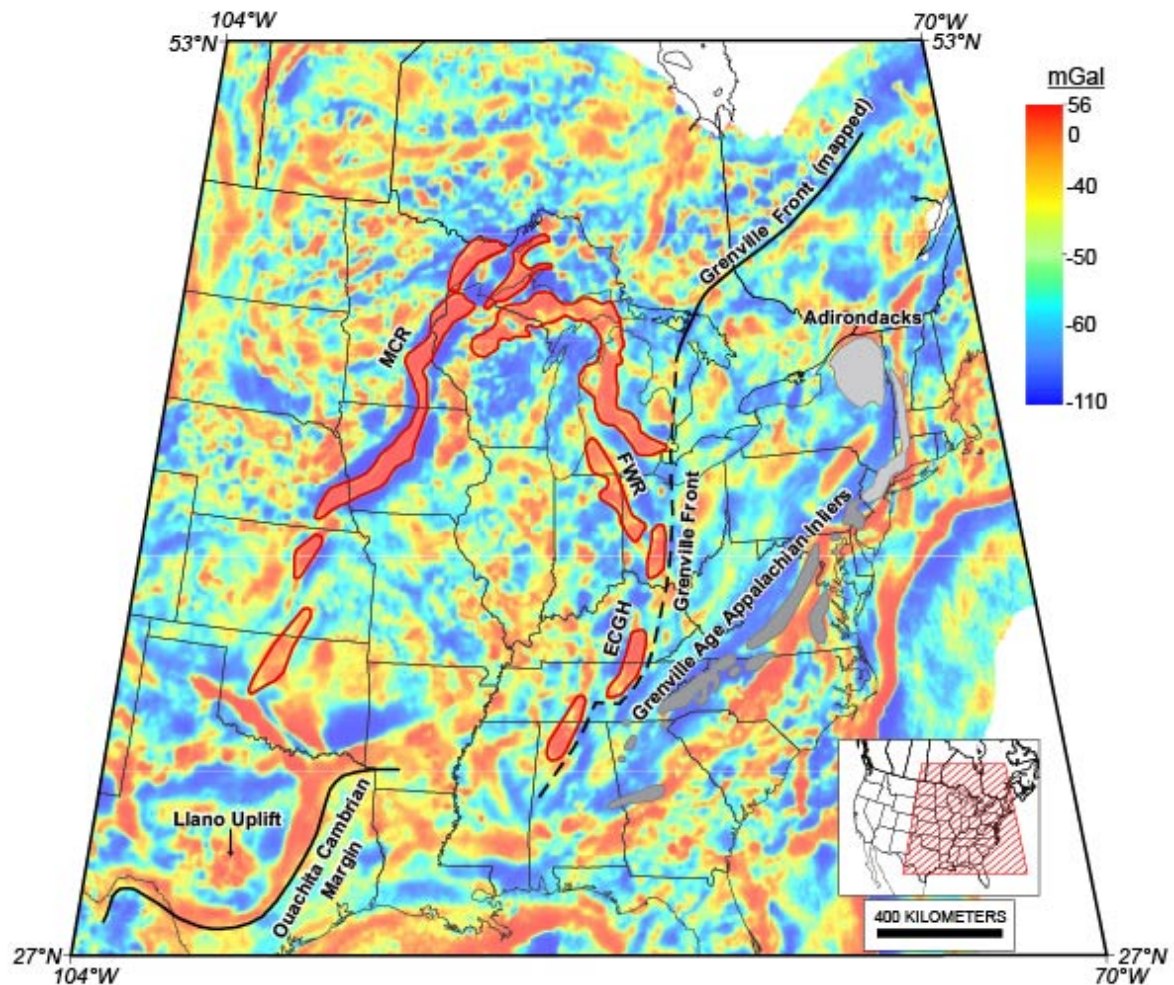 104°W
70°W
53°N
53°N
mGal
56
0
-40
-50
-60
-110
Grenville Front (mapped)
Adirondacks
MCR
FWR
Grenville Front
Grenville Age Appalachian Inliers
ECGH
Llano Uplift
Ouachita Cambrian
Margin
400 KILOMETERS
27°N
27°N
104°W
70°W